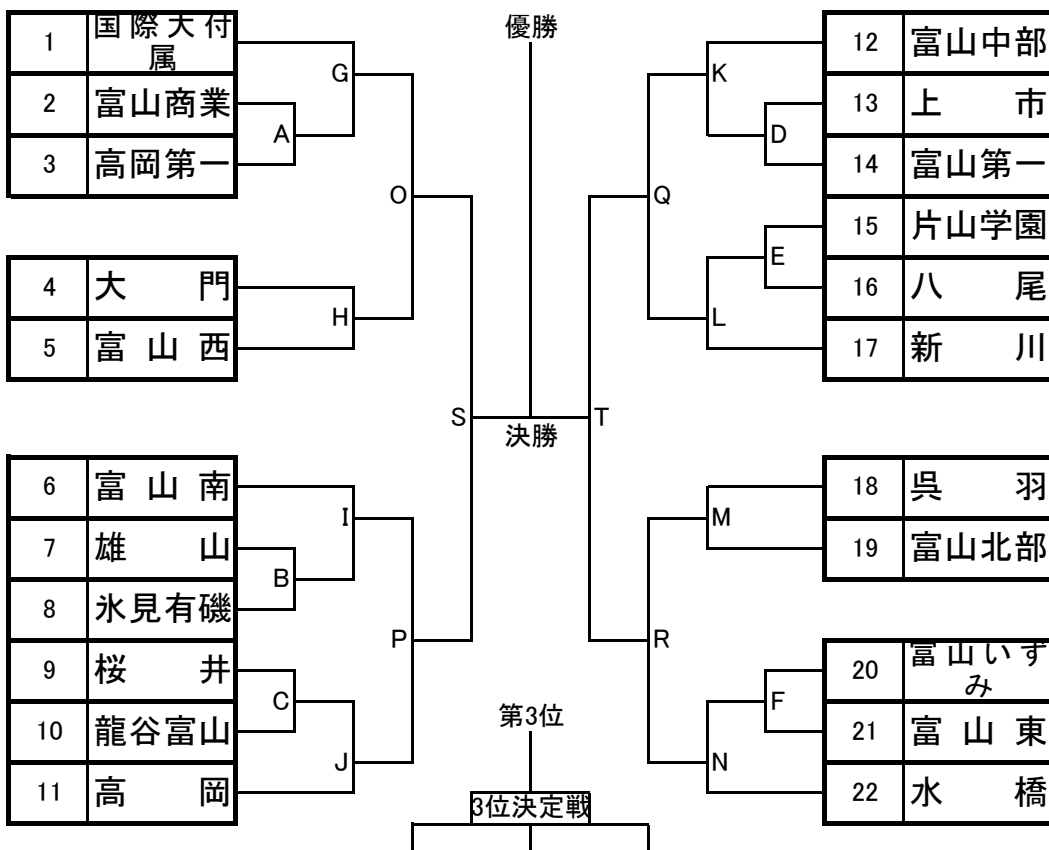 優勝
1 国際大付属
G
2 富山商業
A
3 高岡第一
O
4 大門
H
5 富山西
S
決勝
T
6 富山南
I
7 雄山
B
8 氷見有磯
P
9 桜井
C
10 龍谷富山
J
11 高岡
12 富山中部
K
13 上市
D
14 富山第一
Q
15 片山学園
E
16 八尾
L
17 新川
18 呉羽
M
19 富山北部
R
20 富山いずみ
F
21 富山東
N
22 水橋
第3位
3位決定戦